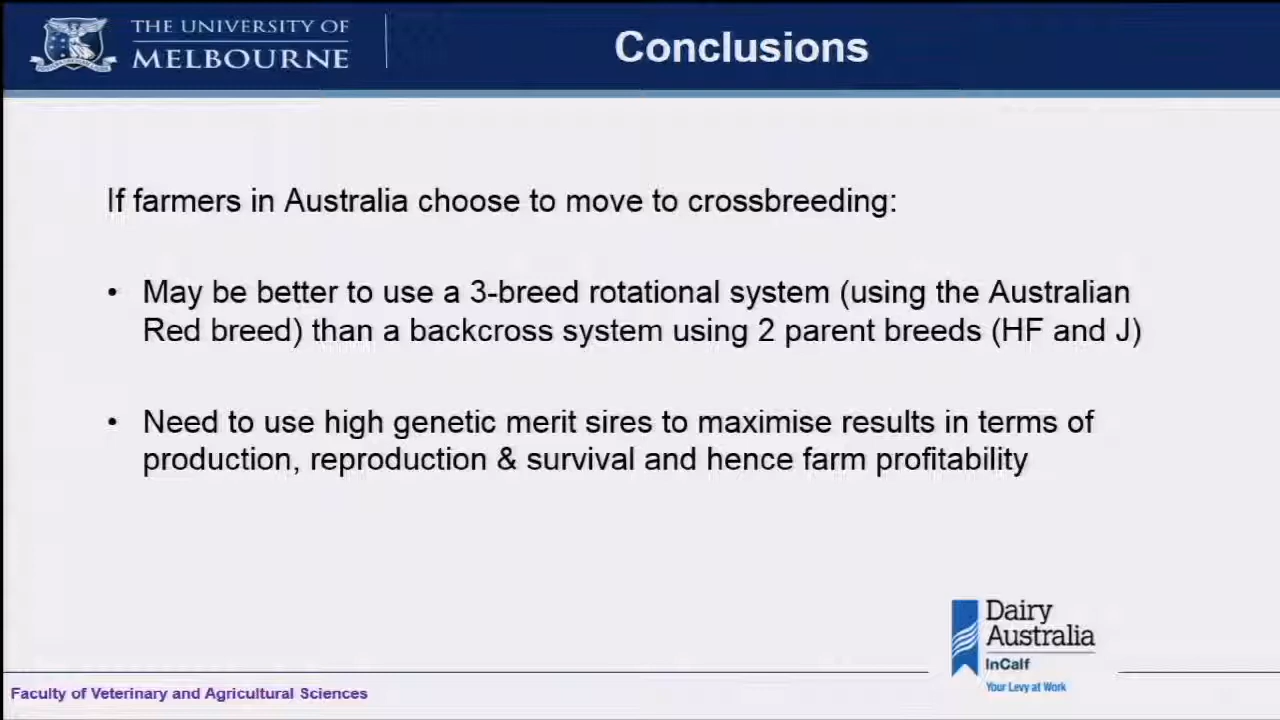 THE UNIVERSITY OF
MELBOURNE
Conclusions
If farmers in Australia choose to move to crossbreeding:
• May be better to use a 3-breed rotational system (using the Australian
Red breed) than a backcross system using 2 parent breeds (HF and J)
• Need to use high genetic merit sires to maximise results in terms of
production, reproduction & survival and hence farm profitability
Dairy
Australia
InCalf
Your Levy at Work
Faculty of Veterinary and Agricultural Sciences